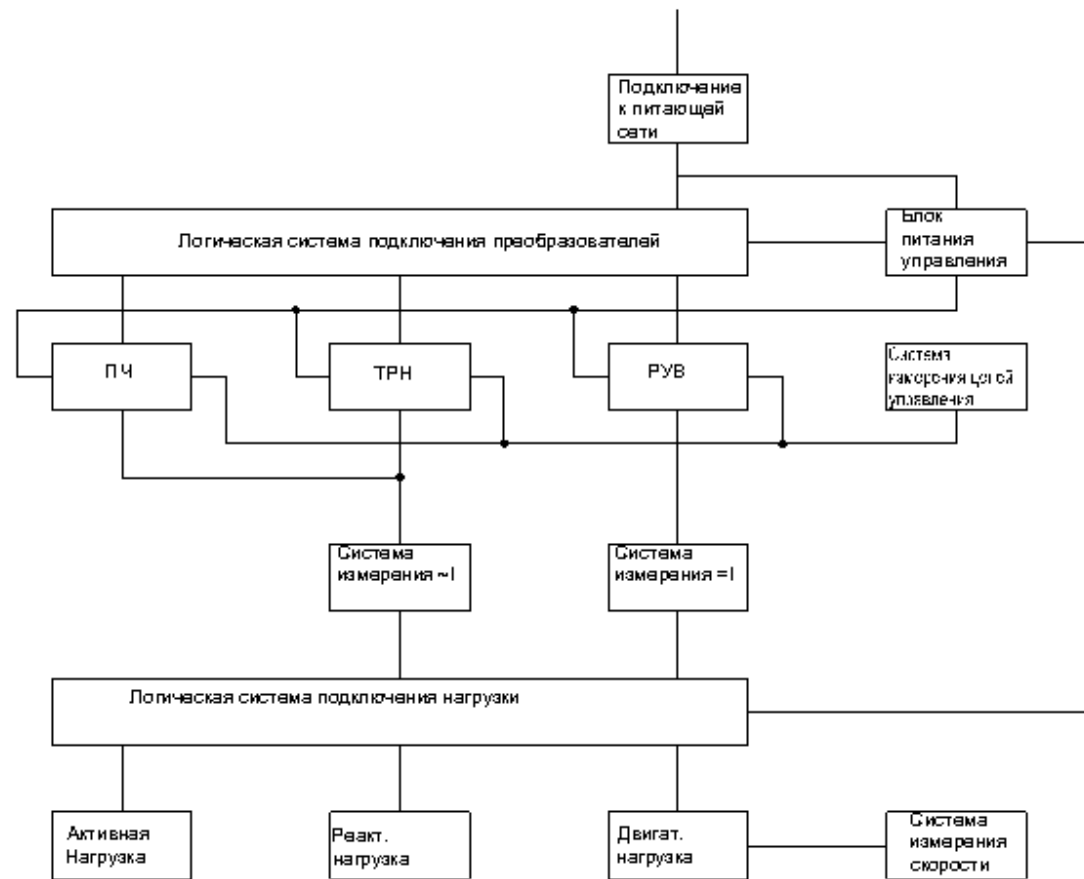 Подключение
к питающей
сети
Логическая система подключения преобразователей
Блок
питания
управления
ПЧ
ТРН
РУВ
Система
измерения цепей
управления
Система
измерения ~I
Система
измерения =I
Логическая система подключения нагрузки
Активная
Нагрузка
Реакт.
нагрузка
Двигат.
нагрузка
Система
измерения
скорости